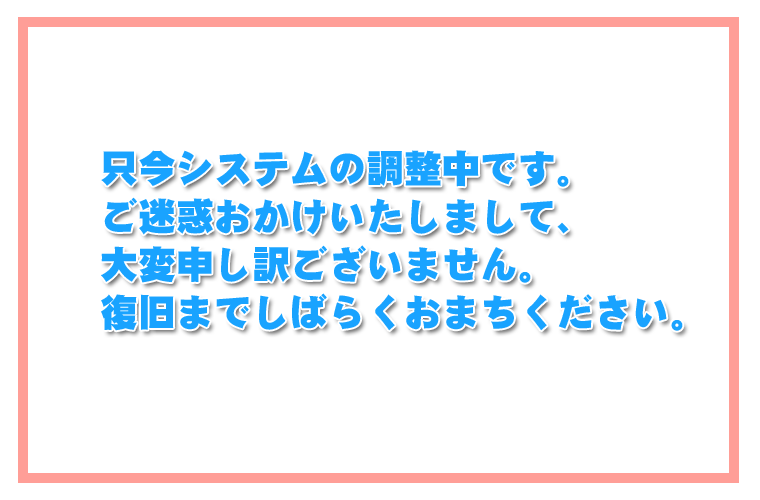 只今システムの調整中です。
ご迷惑おかけいたしまして、
大変申し訳ございません。
復旧までしばらくおまちください。